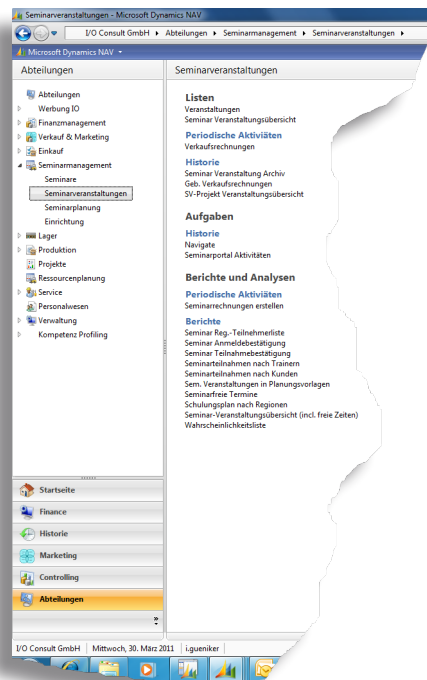 Seminarveranstaltungen - Microsoft Dynamics NAV
I/O Consult GmbH Abteilungen Seminarmanagement Seminarveranstaltungen
Microsoft Dynamics NAV
Abteilungen
Abteilungen
Werbung IO
Finanzmanagement
Verkauf & Marketing
Einkauf
Seminarmanagement
Seminare
Seminarveranstaltungen
Seminarplanung
Einrichtung
Lager
Produktion
Projekte
Ressourcenplanung
Service
Personalwesen
Verwaltung
Kompetenz Profiling
Startseite
Finance
Historie
Marketing
Controlling
Abteilungen
Seminarveranstaltungen
Listen
Veranstaltungen
Seminar Veranstaltungsübersicht
Periodische Aktiviäten
Verkaufsrechnungen
Historie
Seminar Veranstaltung Archiv
Geb. Verkaufsrechnungen
SV-Projekt Veranstaltungsübersicht
Aufgaben
Historie
Navigate
Seminarportal Aktivitäten
Berichte und Analysen
Periodische Aktiviäten
Seminarrechnungen erstellen
Berichte
Seminar Reg.-Teilnehmerliste
Seminar Anmeldebestätigung
Seminar Teilnahmebestätigung
Seminarteilnahmen nach Trainern
Seminarteilnahmen nach Kunden
Sem. Veranstaltungen in Planungsvorlagen
Seminarfreie Termine
Schulungsplan nach Regionen
Seminar-Veranstaltungsübersicht (incl. freie Zeiten)
Wahrscheinlichkeitsliste
I/O Consult GmbH Mittwoch, 30. März 2011 i.gueniker